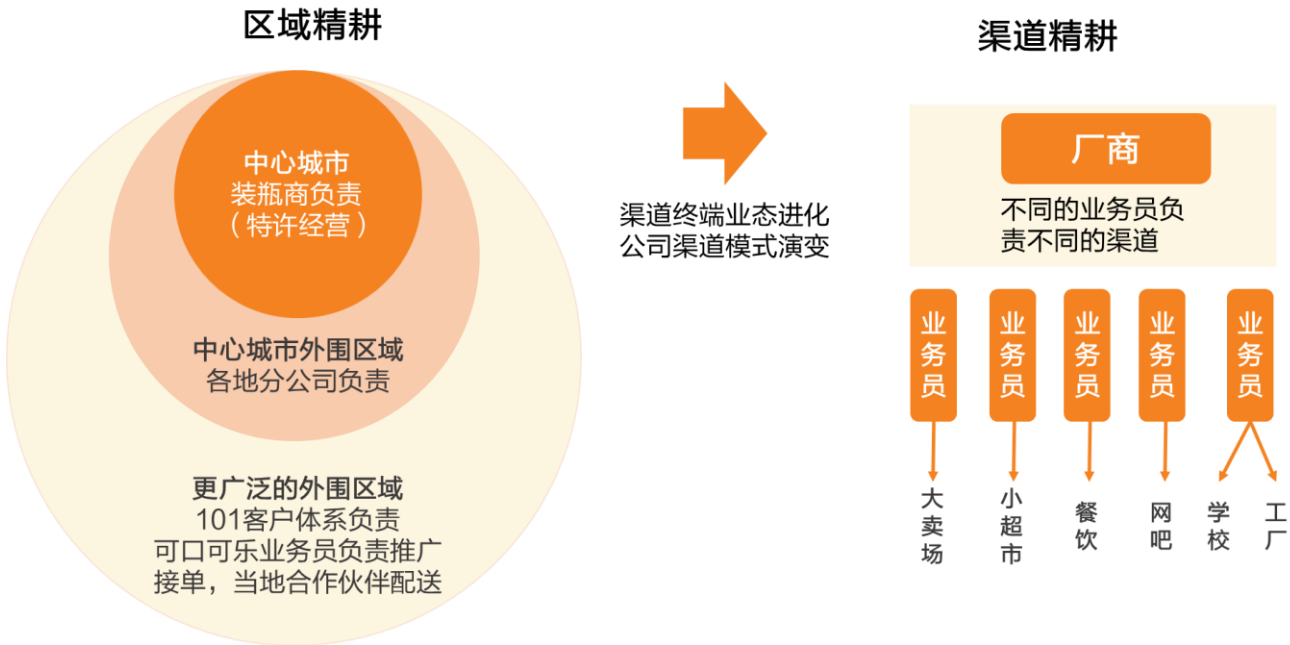 区域精耕
中心城市
装瓶商负责
（特许经营）
中心城市外围区域
各地分公司负责
更广泛的外围区域
101客户体系负责
可口可乐业务员负责推广
接单，当地合作伙伴配送
渠道终端业态进化
公司渠道模式演变
渠道精耕
厂商
不同的业务员负
责不同的渠道
业务员
业务员
业务员
业务员
业务员
大卖场
小超市
餐饮
网吧
学校
工厂